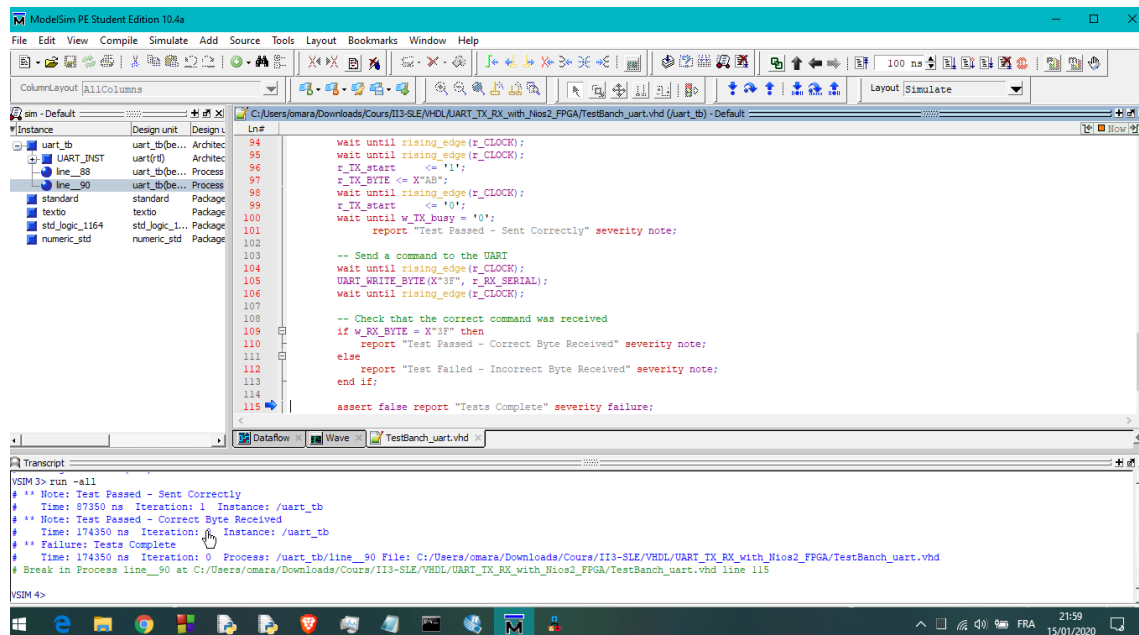 ModelSim PE Student Edition 10.4a
File Edit View Compile Simulate Add Source Tools Layout Bookmarks Window Help
100 ns
ColumnLayout AllColumns
Layout Simulate
sim - Default
C:/Users/omara/Downloads/Cours/II3-SLE/VHDL/UART_TX_RX_with_Nios2_FPGA/TestBanch_uart.vhd (/uart_tb) - Default
Instance Design unit Design u
Ln#
Now
uart_tb uart_tb(be... Architec
UART_INST uart(rtl) Architec
line__88 uart_tb(be... Process
line__90 uart_tb(be... Process
standard standard Package
textio textio Package
std_logic_1164 std_logic_1... Package
numeric_std numeric_std Package
94 wait until rising_edge(r_CLOCK);
95 wait until rising_edge(r_CLOCK);
96 r_TX_start <= '1';
97 r_TX_BYTE <= X"AB";
98 wait until rising_edge(r_CLOCK);
99 r_TX_start <= '0';
100 wait until w_TX_busy = '0';
101 report "Test Passed - Sent Correctly" severity note;
102
103 -- Send a command to the UART
104 wait until rising_edge(r_CLOCK);
105 UART_WRITE_BYTE(X"3F", r_RX_SERIAL);
106 wait until rising_edge(r_CLOCK);
107
108 -- Check that the correct command was received
109 if w_RX_BYTE = X"3F" then
110 report "Test Passed - Correct Byte Received" severity note;
111 else
112 report "Test Failed - Incorrect Byte Received" severity note;
113 end if;
114
115 assert false report "Tests Complete" severity failure;
Dataflow Wave TestBanch_uart.vhd
Transcript
VSIM 3> run -all
# ** Note: Test Passed - Sent Correctly
# Time: 87350 ns Iteration: 1 Instance: /uart_tb
# ** Note: Test Passed - Correct Byte Received
# Time: 174350 ns Iteration: Instance: /uart_tb
# ** Failure: Tests Complete
# Time: 174350 ns Iteration: 0 Process: /uart_tb/line__90 File: C:/Users/omara/Downloads/Cours/II3-SLE/VHDL/UART_TX_RX_with_Nios2_FPGA/TestBanch_uart.vhd
# Break in Process line__90 at C:/Users/omara/Downloads/Cours/II3-SLE/VHDL/UART_TX_RX_with_Nios2_FPGA/TestBanch_uart.vhd line 115
VSIM 4>
FRA
21:59
15/01/2020